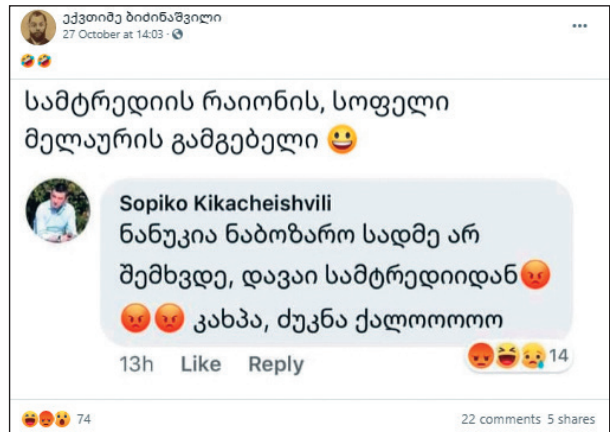 ექვთიმე ბიძინაშვილი
27 October at 14:03
🤣🤣
სამტრედიის რაიონის, სოფელი
მელაურის გამგებელი 😃
Sopiko Kikacheishvili
ნანუკია ნაბოზარო სადმე არ
შემხვდე, დავაი სამტრედიიდან😡
😡😡 კახპა, ძუკნა ქალოოოოო
13h Like Reply
14
74
22 comments 5 shares